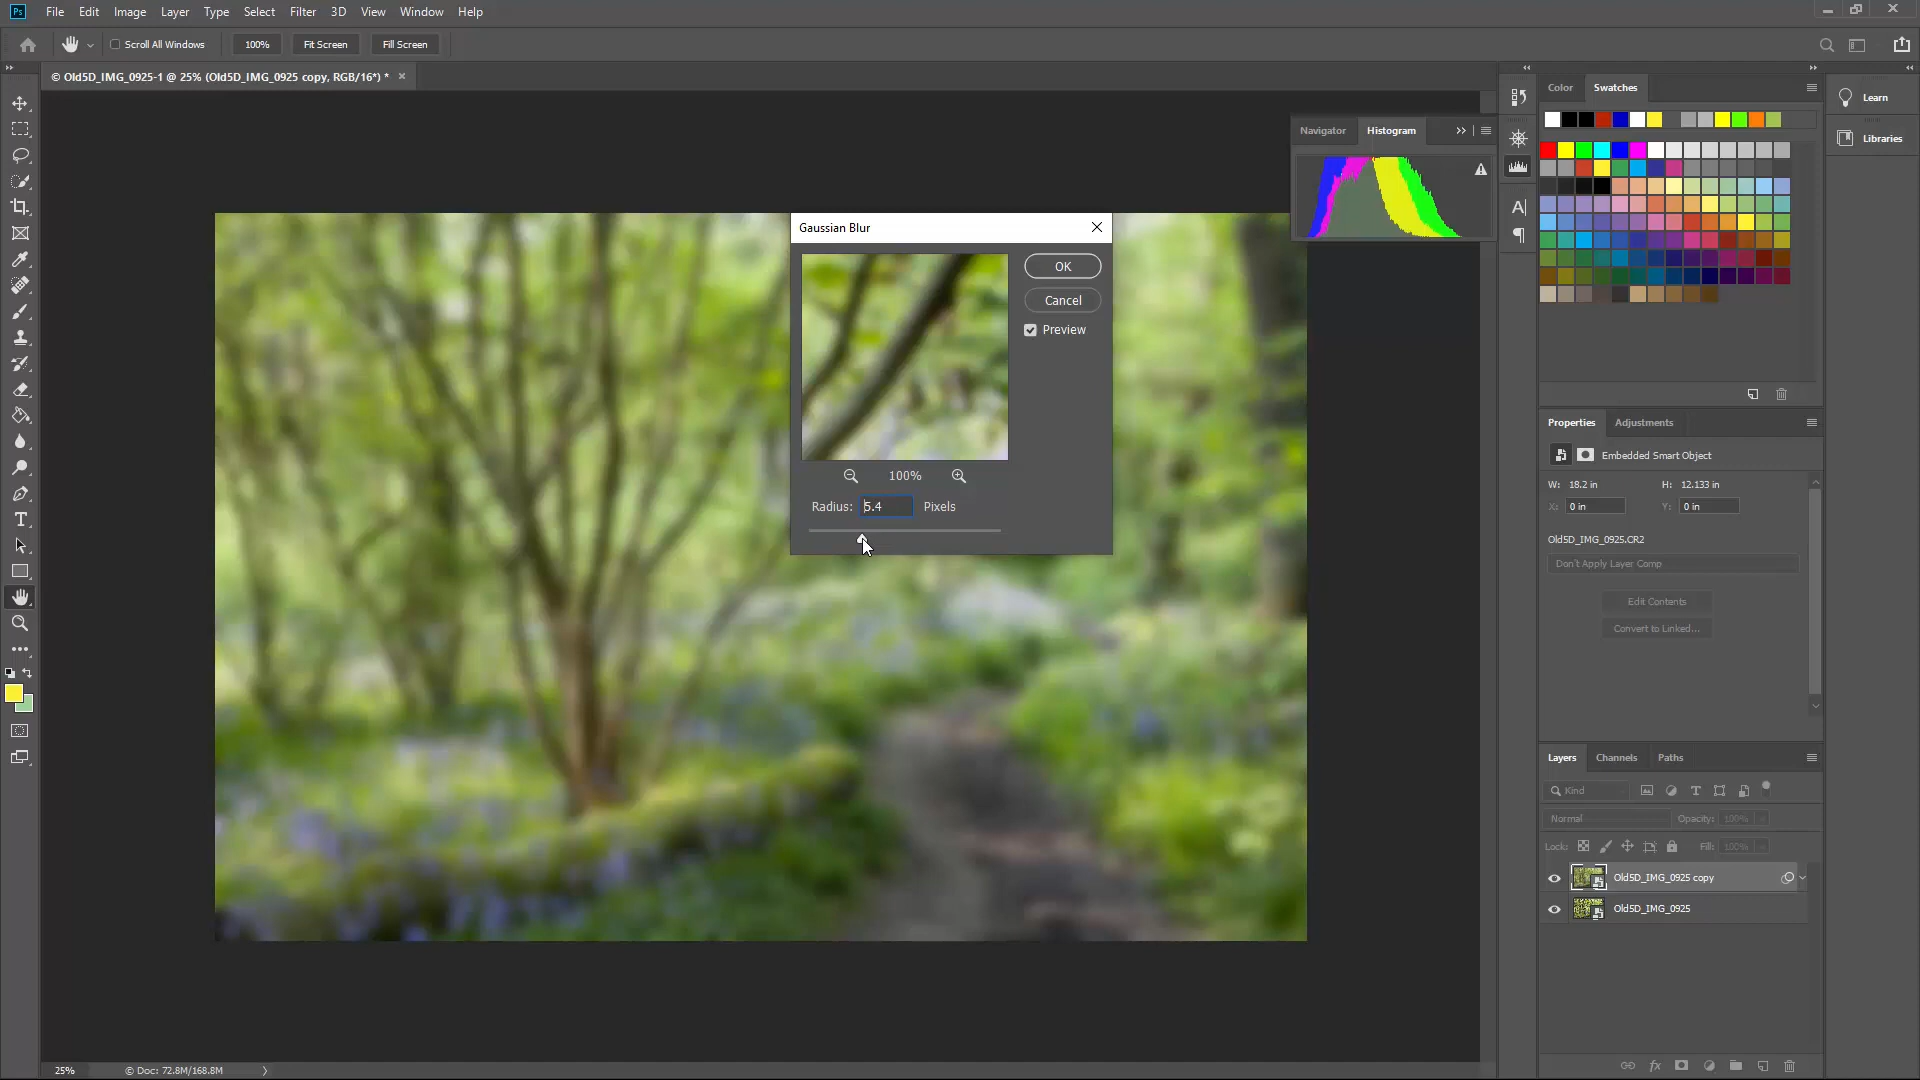 Ps File Edit Image Layer Type Select Filter 3D View Window Help
Scroll All Windows 100% Fit Screen Fill Screen
© Old5D_IMG_0925-1 @ 25% (Old5D_IMG_0925 copy, RGB/16*) * ×
Color Swatches
Learn
Libraries
Navigator Histogram
Gaussian Blur
OK
Cancel
Preview
100%
Radius: 5.4 Pixels
Properties Adjustments
Embedded Smart Object
W: 18.2 in H: 12.133 in
X: 0 in Y: 0 in
Old5D_IMG_0925.CR2
Don't Apply Layer Comp
Edit Contents
Convert to Linked...
Layers Channels Paths
Kind
Normal Opacity: 100%
Lock: Fill: 100%
Old5D_IMG_0925 copy
Old5D_IMG_0925
25% © Doc: 72.8M/168.8M